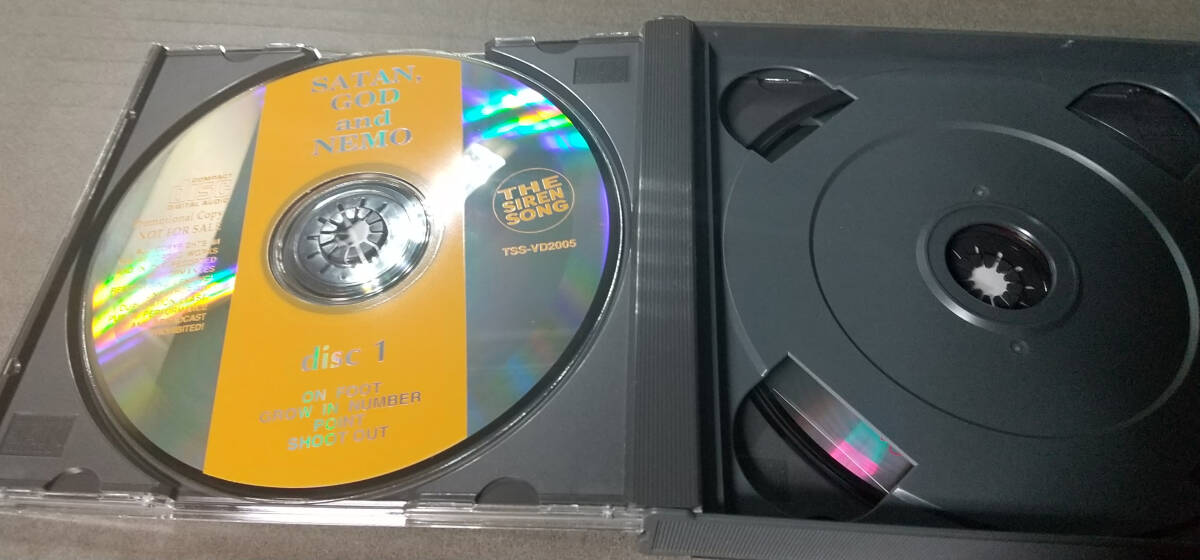 SATAN,
GOD
and
NEMO
COMPACT
disc
DIGITAL AUDIO
Promotional Copy
NOT FOR SALE
THE
SIREN
SONG
TSS-VD2005
disc 1
ON FOOT
GROW IN NUMBER
POINT
SHOOT OUT